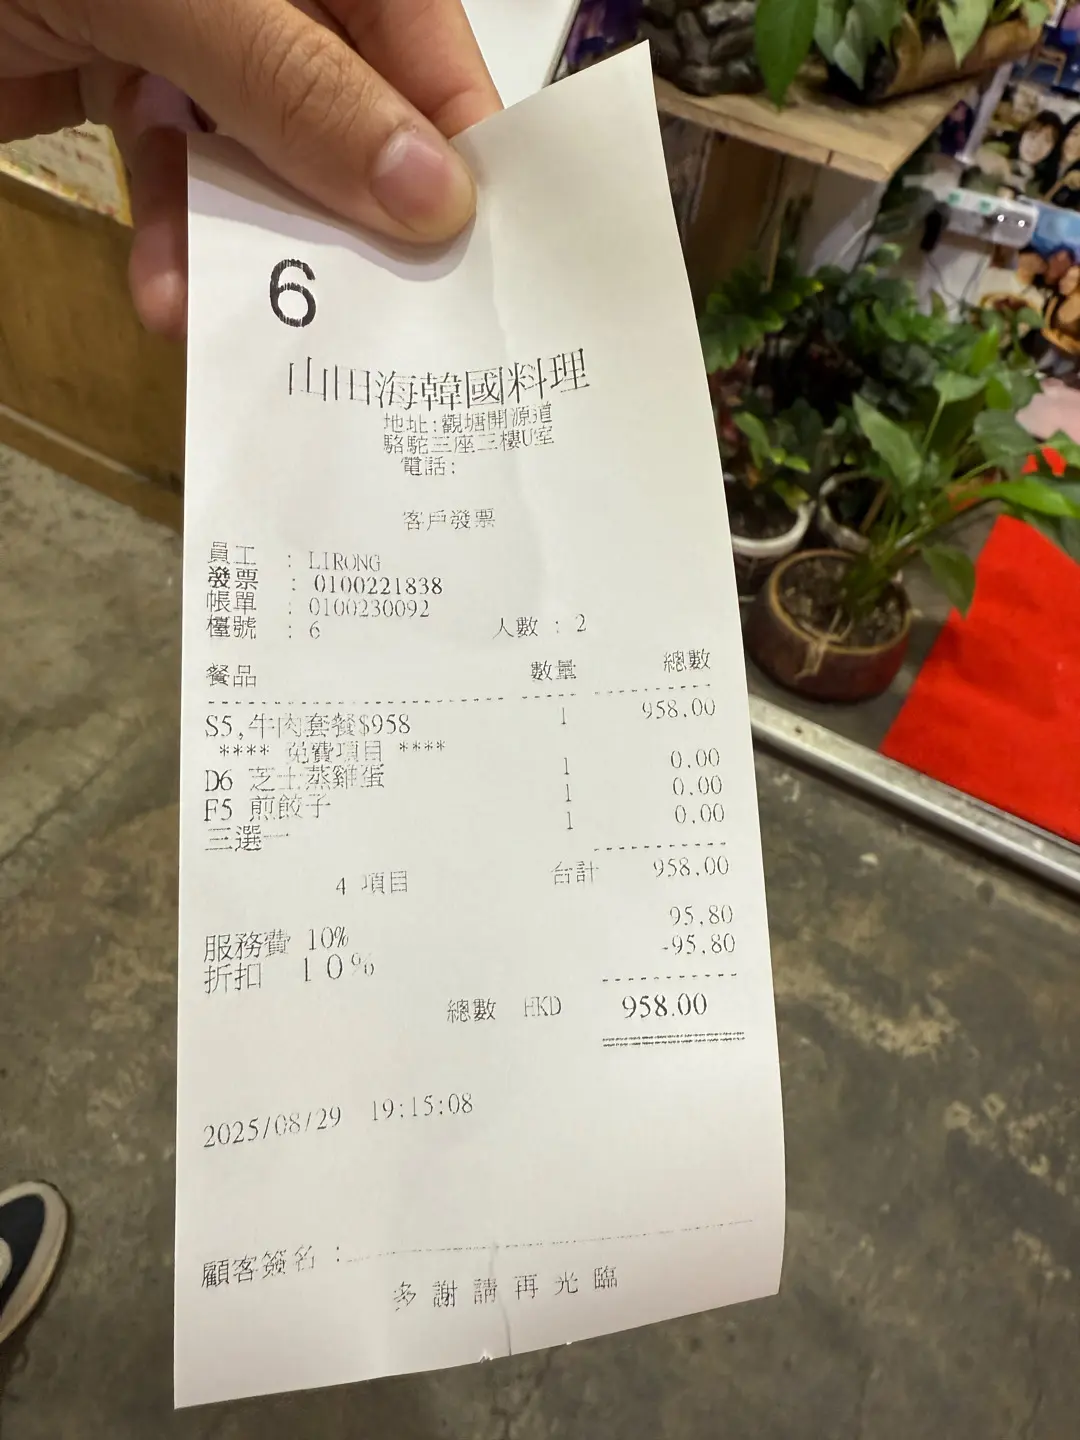 6
山旧海韓國料理
地址:觀塘開源道
駱駝三座三樓U室
電話:
客戶發票
員工 : LIRONG
發票 : 0100221838
帳單 : 0100230092
檯號 : 6 人數 : 2
餐品 數量 總數
S5,牛肉套餐$958 1 958.00
**** 免費項目 ****
D6 芝士蒸雞蛋 1 0.00
F5 煎餃子 1 0.00
三選一 1 0.00
4 項目 合計 958.00
服務費 10% 95.80
折扣 10% -95.80
總數 HKD 958.00
2025/08/29 19:15:08
顧客簽名 :
多謝請再光臨